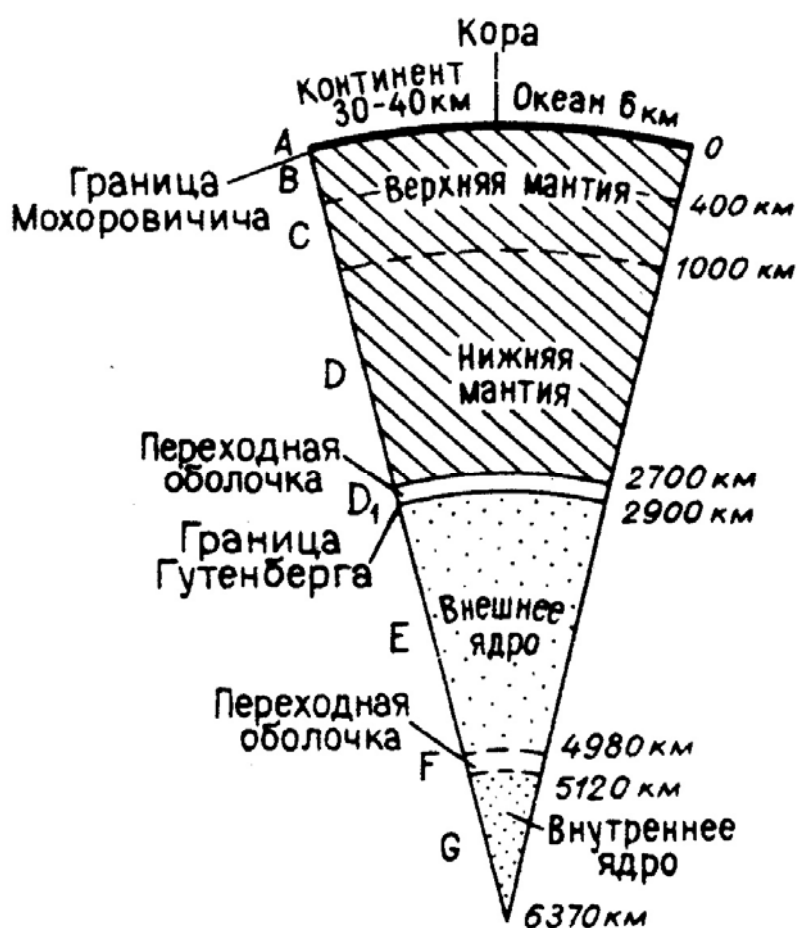 Кора
Континент
30-40км
Океан 6км
A
0
B
Граница
Мохоровичича
Верхняя мантия
400 км
C
1000 км
D
Нижняя
мантия
Переходная
оболочка
2700 км
D₁
2900 км
Граница
Гутенберга
E
Внешнее
ядро
Переходная
оболочка
F
4980 км
5120 км
G
Внутреннее
ядро
6370 км